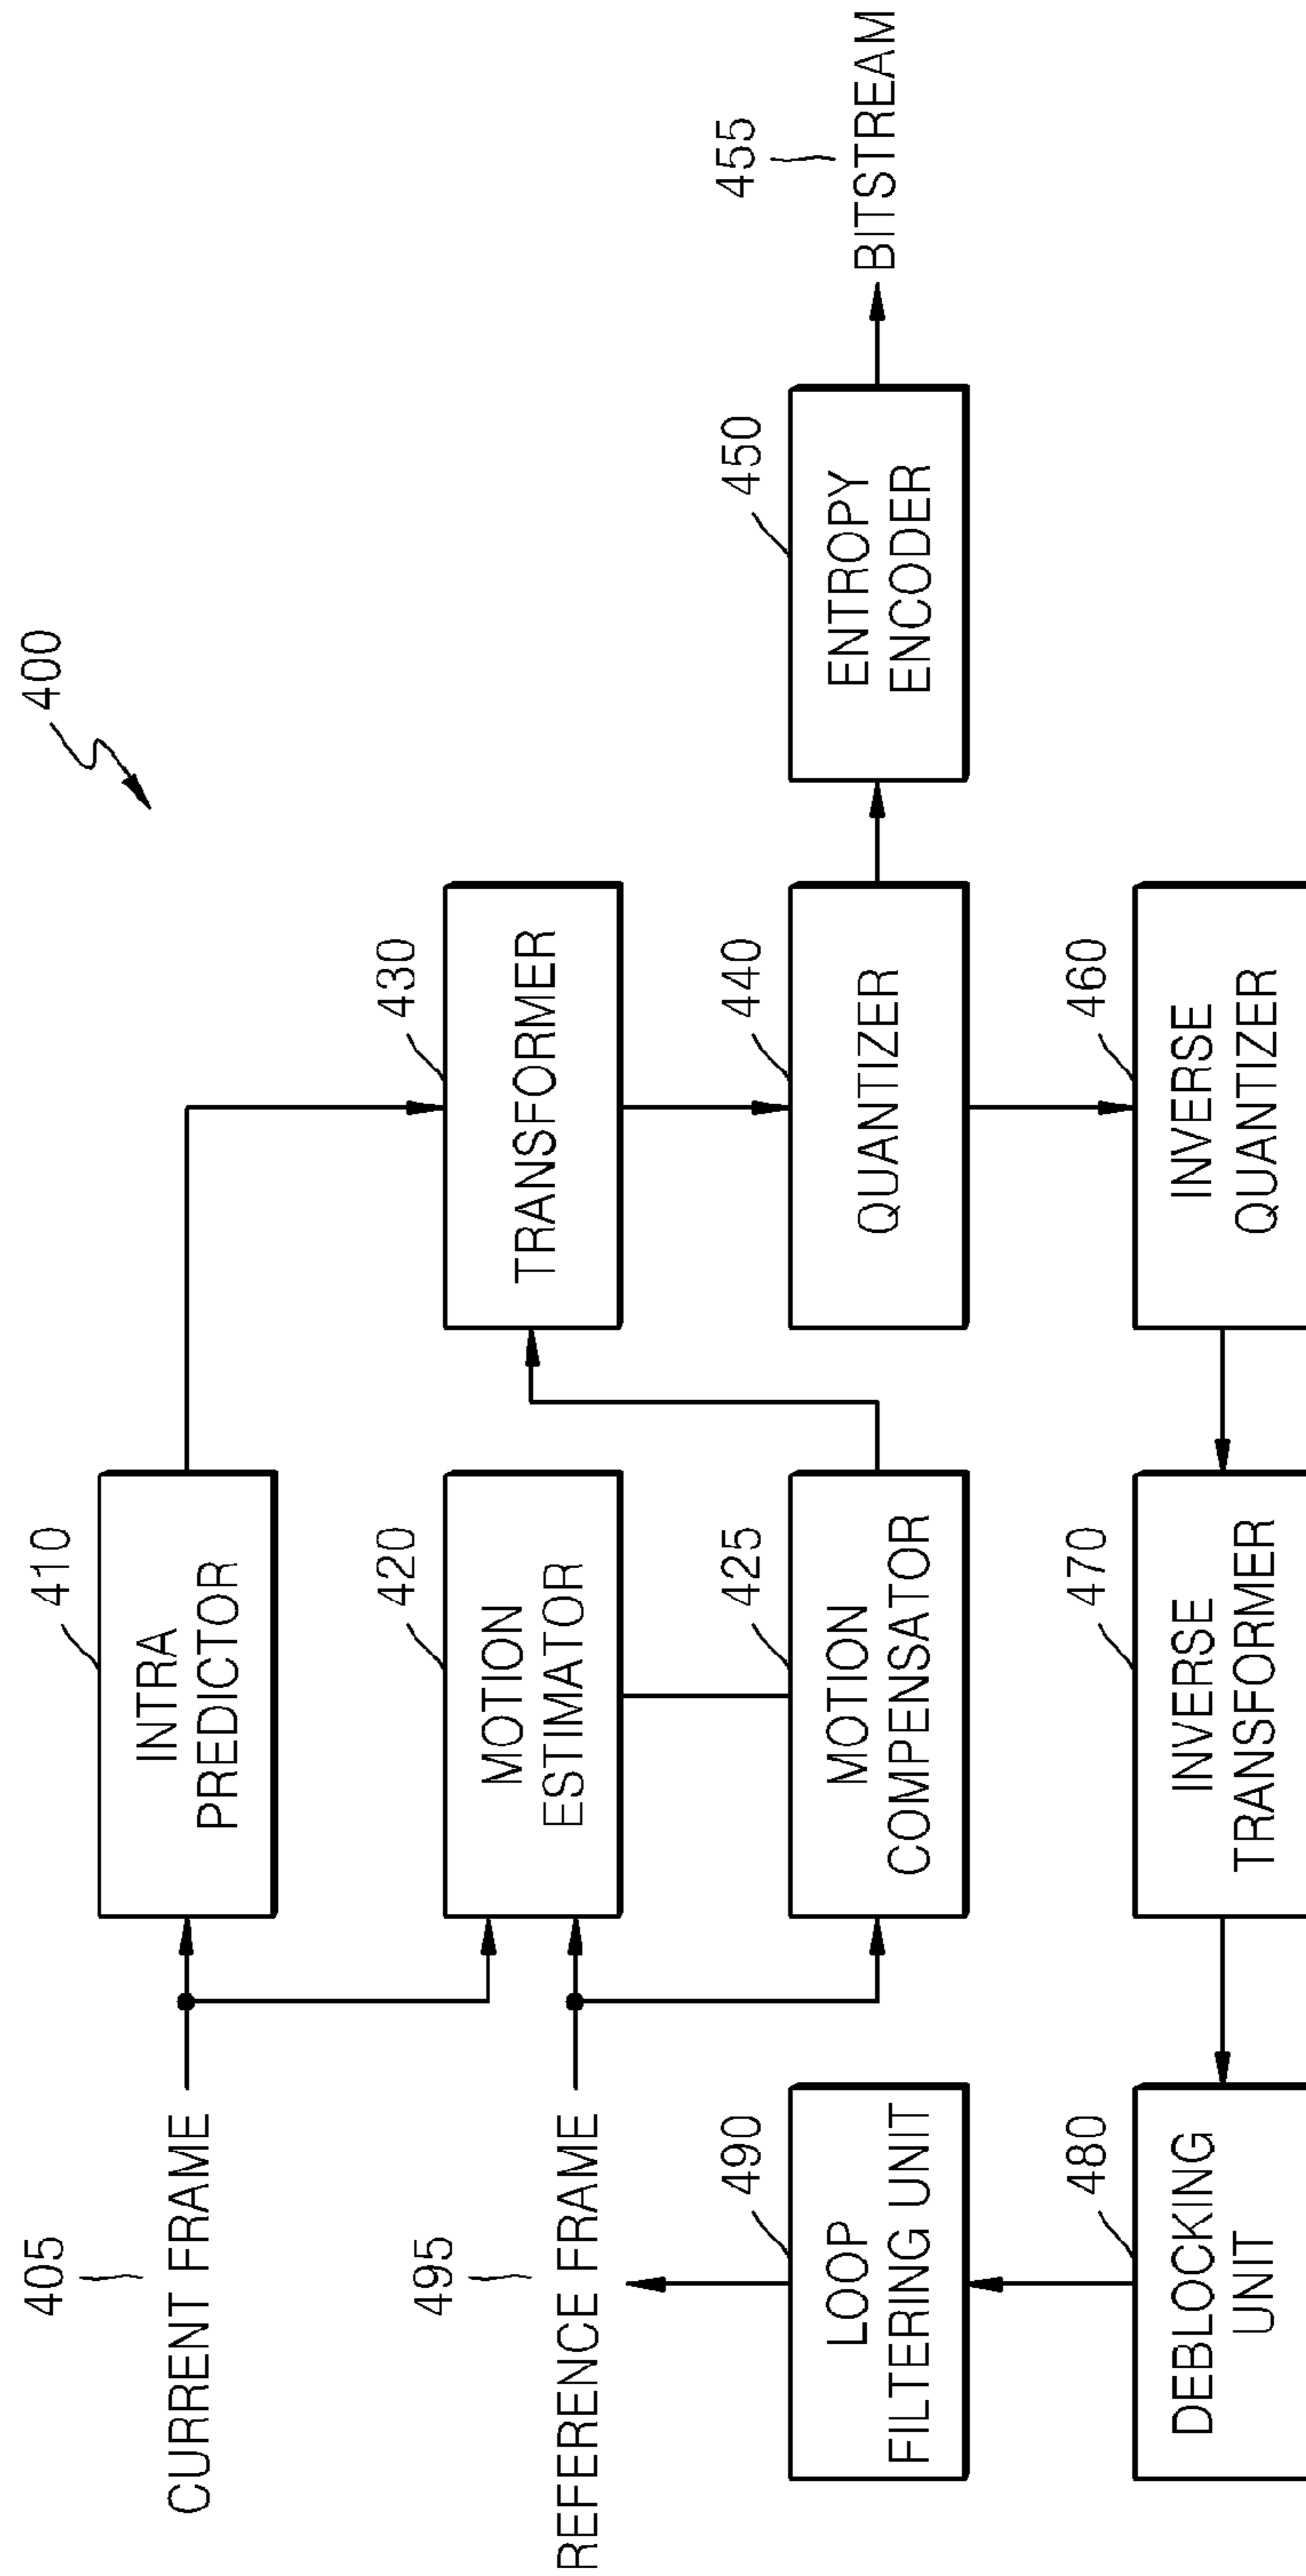 400
405
CURRENT FRAME
410
INTRA
PREDICTOR
495
REFERENCE FRAME
420
MOTION
ESTIMATOR
430
TRANSFORMER
490
LOOP
FILTERING UNIT
425
MOTION
COMPENSATOR
440
QUANTIZER
450
ENTROPY
ENCODER
455
BITSTREAM
480
DEBLOCKING
UNIT
470
INVERSE
TRANSFORMER
460
INVERSE
QUANTIZER